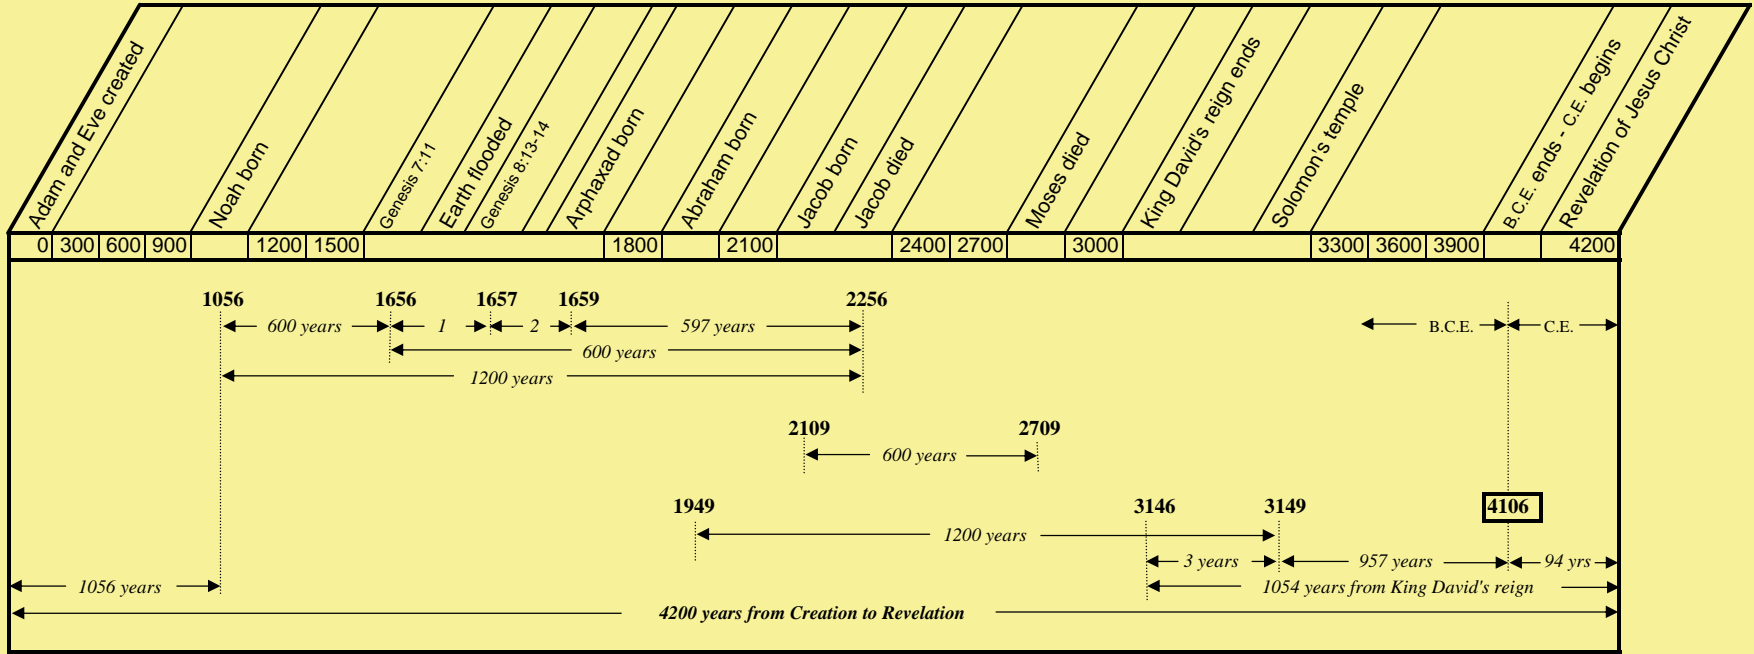 Adam and Eve created
Noah born
Genesis 7:11
Earth flooded
Genesis 8:13-14
Arphaxad born
Abraham born
Jacob born
Jacob died
Moses died
King David's reign ends
Solomon's temple
B.C.E. ends - C.E. begins
Revelation of Jesus Christ
0 300 600 900 1200 1500 1800 2100 2400 2700 3000 3300 3600 3900 4200
1056 1656 1657 1659 2256
600 years 1 2 597 years B.C.E. C.E.
600 years
1200 years
2109 2709
600 years
1949 3146 3149 4106
1200 years
3 years 957 years 94 yrs
1056 years 1054 years from King David's reign
4200 years from Creation to Revelation